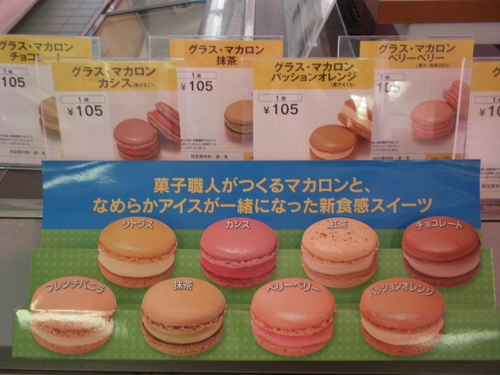 グラス・マカロン
チョコレート
グラス・マカロン
抹茶
グラス・マカロン
ベリーベリー
グラス・マカロン
カシス
グラス・マカロン
パッションオレンジ
105
1個
¥105
1個
¥105
1個
¥105
105
菓子職人がつくるマカロンと、
なめらかアイスが一緒になった新食感スイーツ
シトラス
カシス
紅茶
チョコレート
フレンチバニラ
抹茶
ベリーベリー
パッションオレンジ